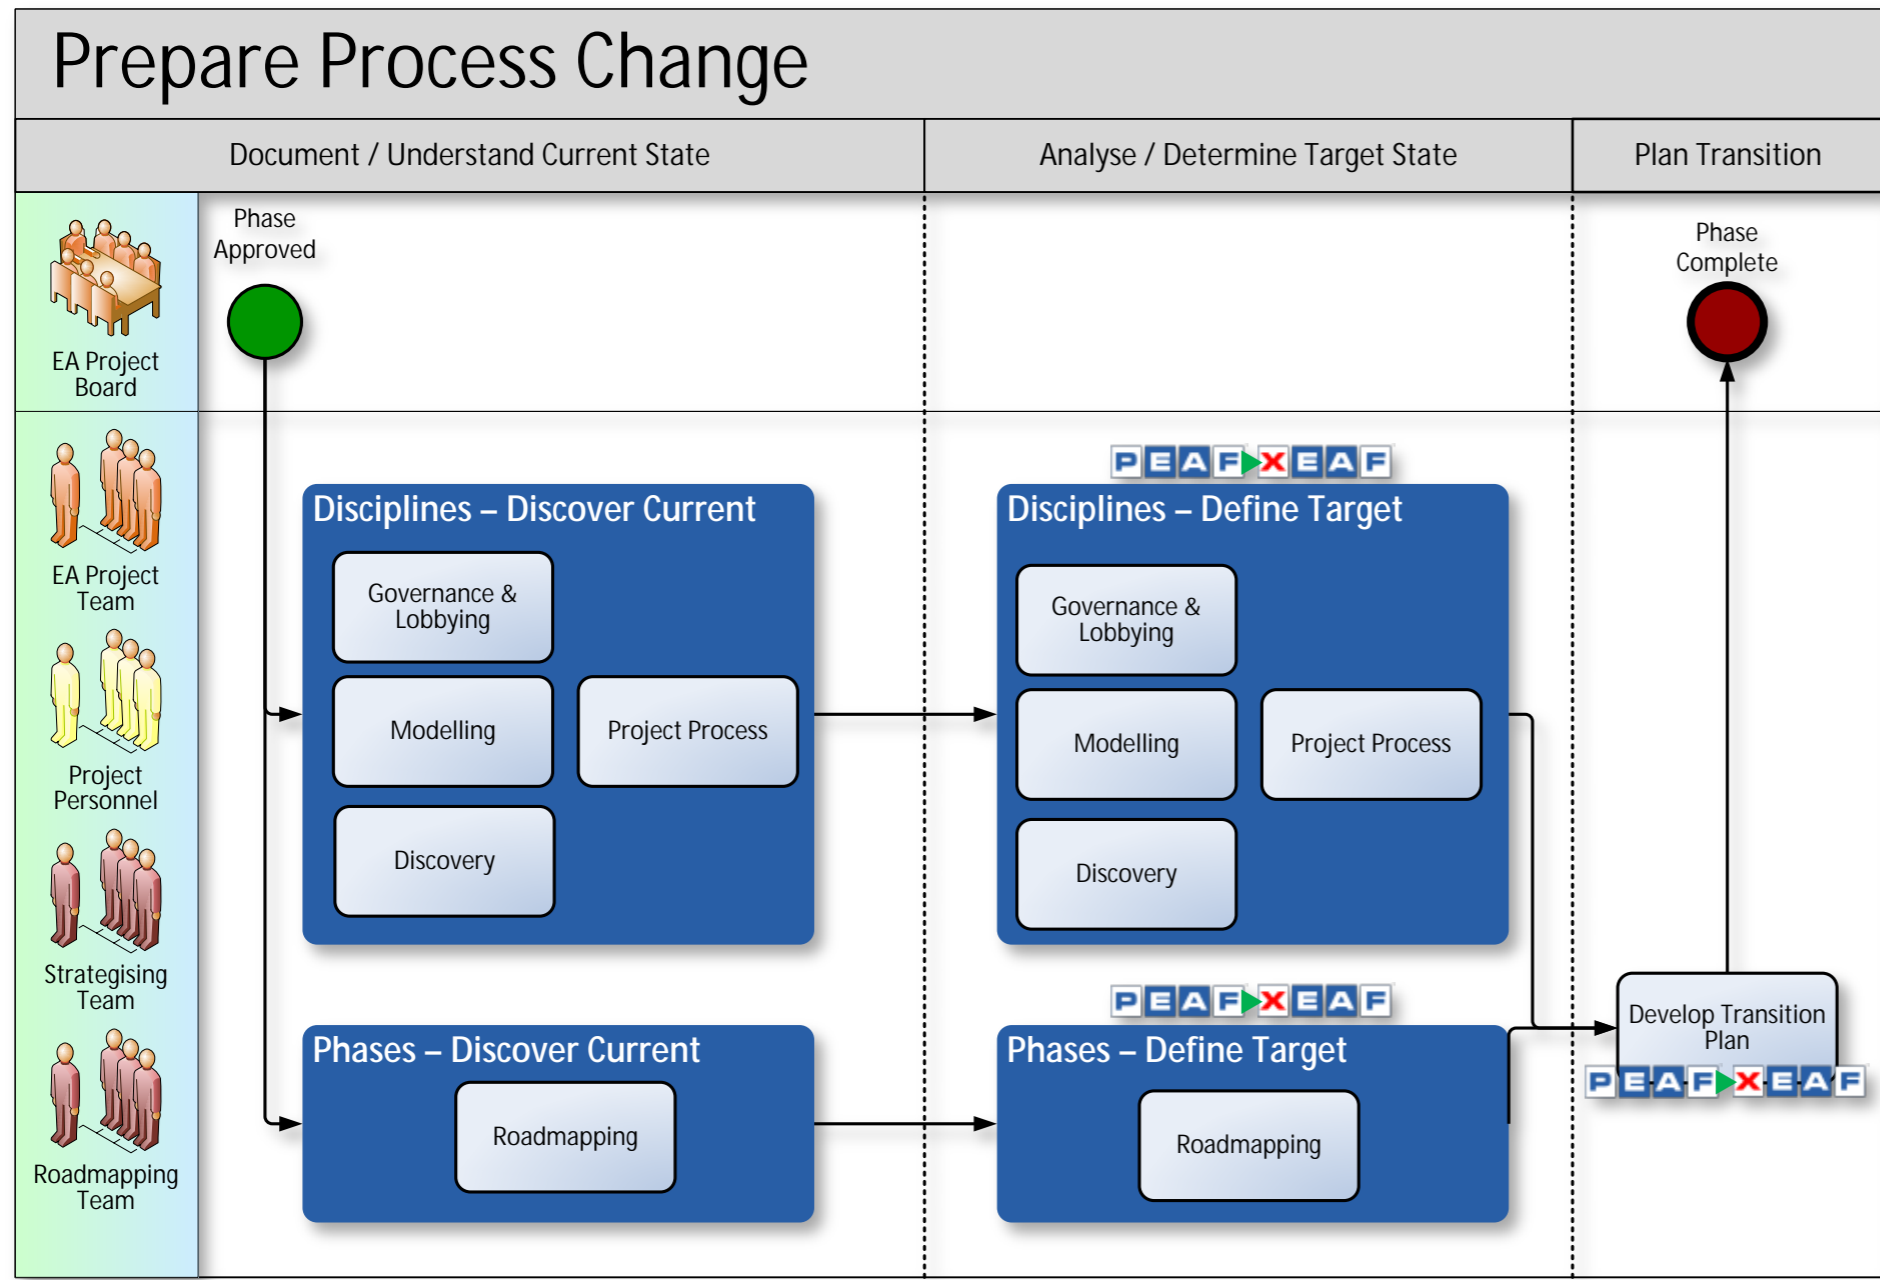 Prepare Process Change
Document / Understand Current State
Analyse / Determine Target State
Plan Transition
EA Project
Board
EA Project
Team
Project
Personnel
Strategising
Team
Roadmapping
Team
Phase
Approved
Disciplines – Discover Current
Governance &
Lobbying
Modelling
Project Process
Discovery
Phases – Discover Current
Roadmapping
PEAF XEAF
Disciplines – Define Target
Governance &
Lobbying
Modelling
Project Process
Discovery
PEAF XEAF
Phases – Define Target
Roadmapping
Phase
Complete
Develop Transition
Plan
PEAF XEAF